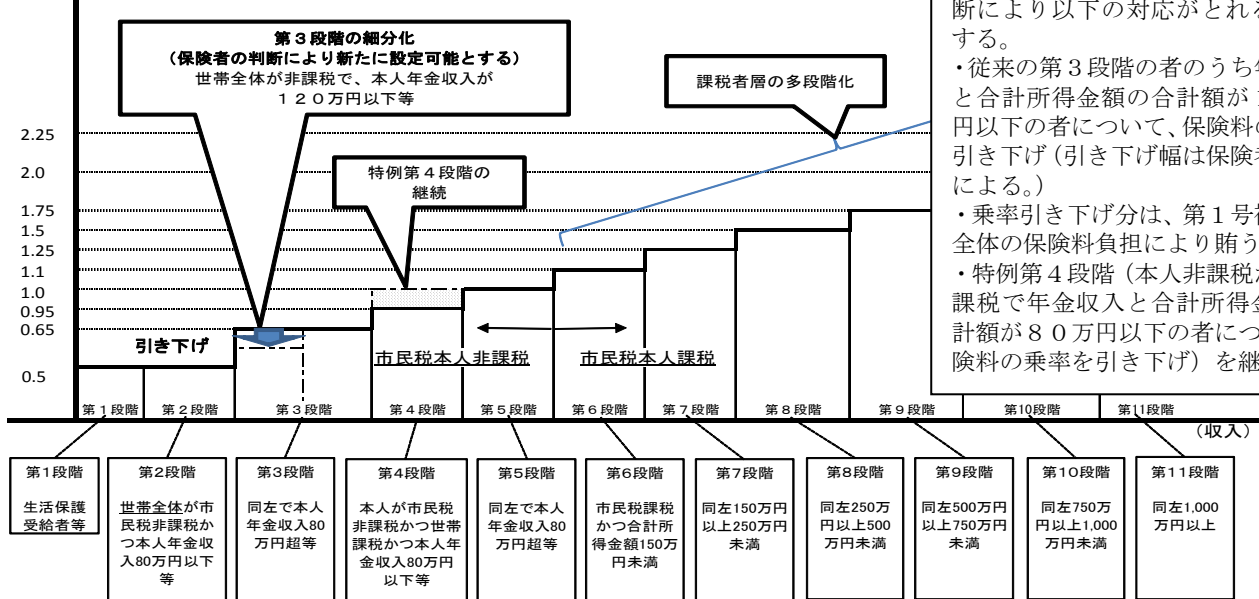 第３段階の細分化
（保険者の判断により新たに設定可能とする）
世帯全体が非課税で、本人年金収入が
１２０万円以下等
課税者層の多段階化
特例第４段階の
継続
断により以下の対応がとれる
する。
・従来の第３段階の者のうち年
と合計所得金額の合計額が
円以下の者について、保険料の
引き下げ（引き下げ幅は保険者
による。）
・乗率引き下げ分は、第１号被
全体の保険料負担により賄う
・特例第４段階（本人非課税か
課税で年金収入と合計所得金
計額が８０万円以下の者につ
険料の乗率を引き下げ）を継
2.25
2.0
1.75
1.5
1.25
1.1
1.0
0.95
0.65
0.5
引き下げ
市民税本人非課税
市民税本人課税
第１段階
第２段階
第３段階
第４段階
第５段階
第６段階
第７段階
第８段階
第９段階
第10段階
第11段階
（収入）
第1段階
生活保護
受給者等
第2段階
世帯全体が市
民税非課税か
つ本人年金収
入80万円以下
等
第3段階
同左で本人
年金収入80
万円超等
第4段階
本人が市民税
非課税かつ世帯
課税かつ本人年
金収入80万円
以下等
第5段階
同左で本人
年金収入80
万円超等
第6段階
市民税課税
かつ合計所
得金額150万
円未満
第7段階
同左150万円
以上250万円
未満
第8段階
同左250万
円以上500
万円未満
第9段階
同左500万円
以上750万円
未満
第10段階
同左750万
円以上1,000
万円未満
第11段階
同左1,000
万円以上